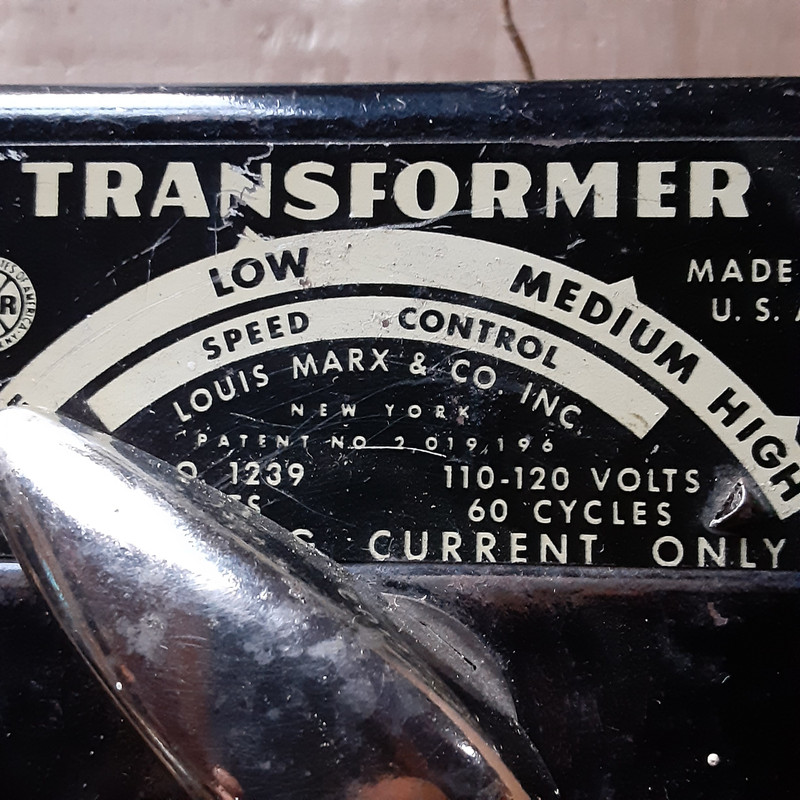 TRANSFORMER
LOW MEDIUM HIGH
MADE
U. S. A
SPEED CONTROL
LOUIS MARX & CO INC.
NEW YORK
PATENT NO 2,019,196
O. 1239 110-120 VOLTS
ES 60 CYCLES
G CURRENT ONLY